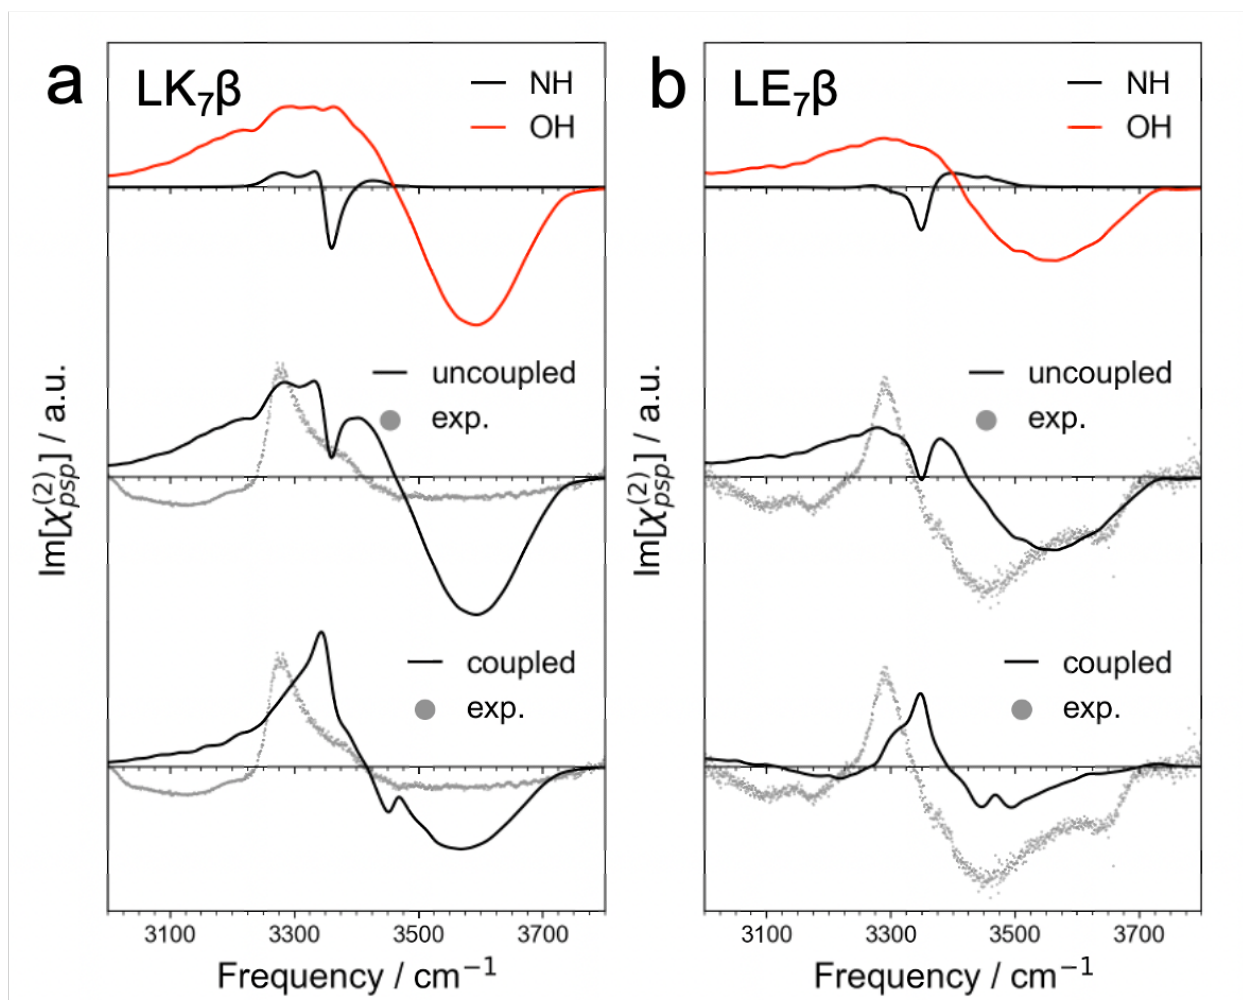 a LK₇β
NH
OH
uncoupled
exp.
coupled
exp.
Im[χ⁽²⁾psp] / a.u.
3100 3300 3500 3700
Frequency / cm⁻¹
b LE₇β
NH
OH
uncoupled
exp.
coupled
exp.
Im[χ⁽²⁾psp] / a.u.
3100 3300 3500 3700
Frequency / cm⁻¹